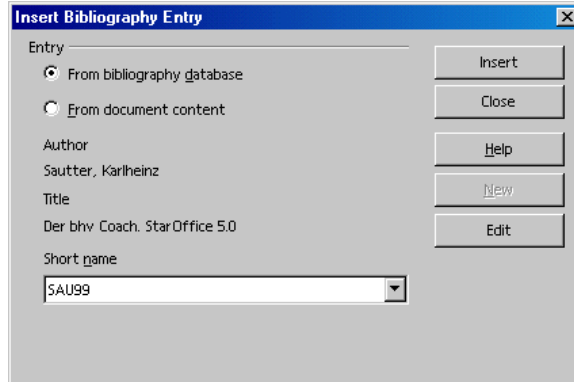 Insert Bibliography Entry
Entry
From bibliography database
From document content
Author
Sautter, Karlheinz
Title
Der bhv Coach. StarOffice 5.0
Short name
SAU99
Insert
Close
Help
New
Edit